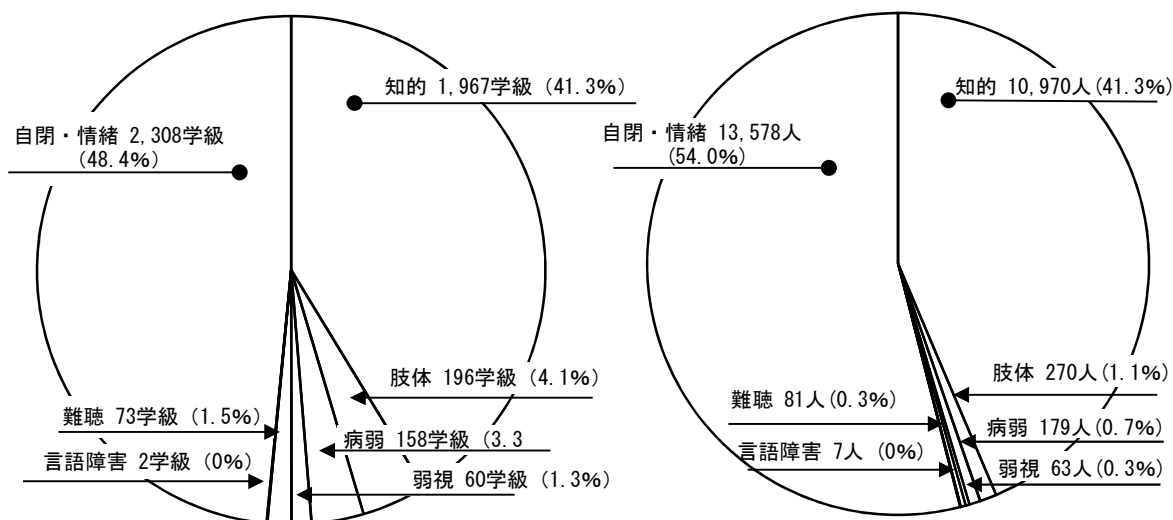 知的 1,967学級 (41.3%)
自閉・情緒 2,308学級
(48.4%)
肢体 196学級 (4.1%)
難聴 73学級 (1.5%)
病弱 158学級 (3.3
言語障害 2学級 (0%)
弱視 60学級 (1.3%)
知的 10,970人(41.3%)
自閉・情緒 13,578人
(54.0%)
肢体 270人(1.1%)
難聴 81人(0.3%)
病弱 179人(0.7%)
言語障害 7人 (0%)
弱視 63人(0.3%)